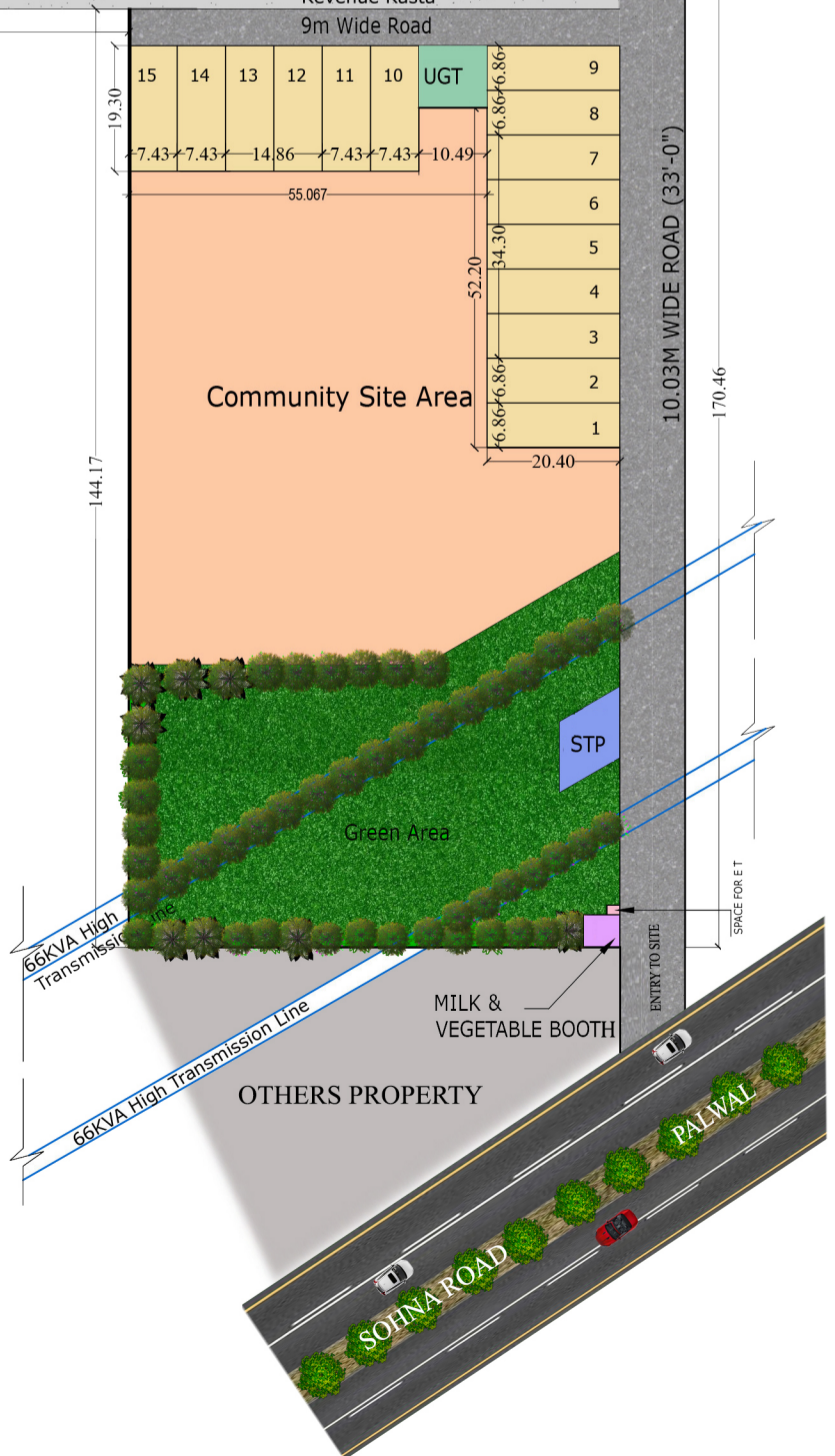 Revenue Rasta
9m Wide Road
15 14 13 12 11 10 UGT
9
8
7
6
5
4
3
2
1
6.86
6.86
34.30
6.86
6.86
19.30
7.43 7.43 14.86 7.43 7.43 10.49
55.067
52.20
20.40
Community Site Area
10.03M WIDE ROAD (33'-0")
170.46
144.17
STP
Green Area
SPACE FOR E T
ENTRY TO SITE
66KVA High
Transmission Line
MILK &
VEGETABLE BOOTH
66KVA High Transmission Line
OTHERS PROPERTY
PALWAL
SOHNA ROAD